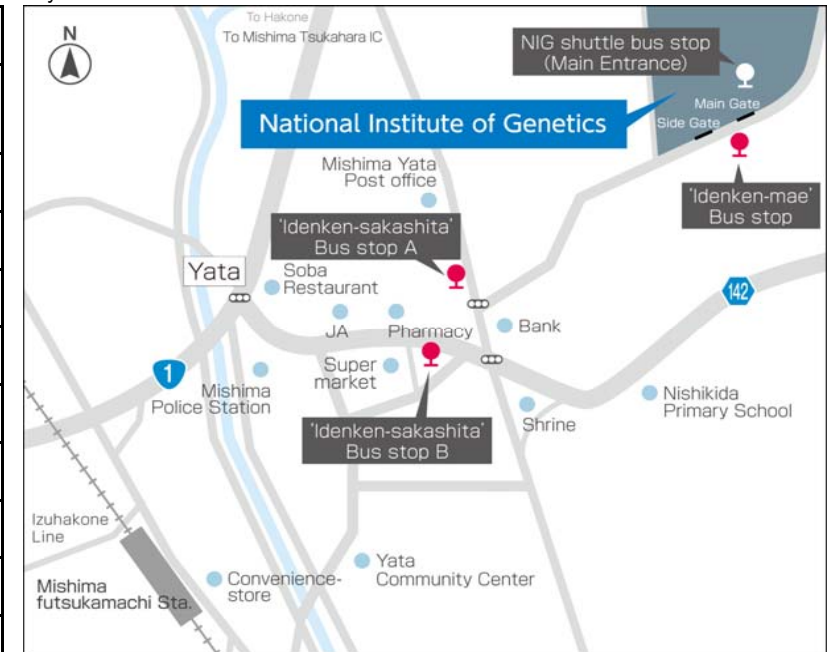 N
To Hakone
To Mishima Tsukahara IC
NIG shuttle bus stop
(Main Entrance)
Main Gate
Side Gate
National Institute of Genetics
'Idenken-mae'
Bus stop
Mishima Yata
Post office
'Idenken-sakashita'
Bus stop A
Yata
Soba
Restaurant
142
JA
Pharmacy
Bank
1
Mishima
Police Station
Super
market
Nishikida
Primary School
Shrine
'Idenken-sakashita'
Bus stop B
Izuhakone
Line
Mishima
futsukamachi Sta.
Convenience-
store
Yata
Community Center